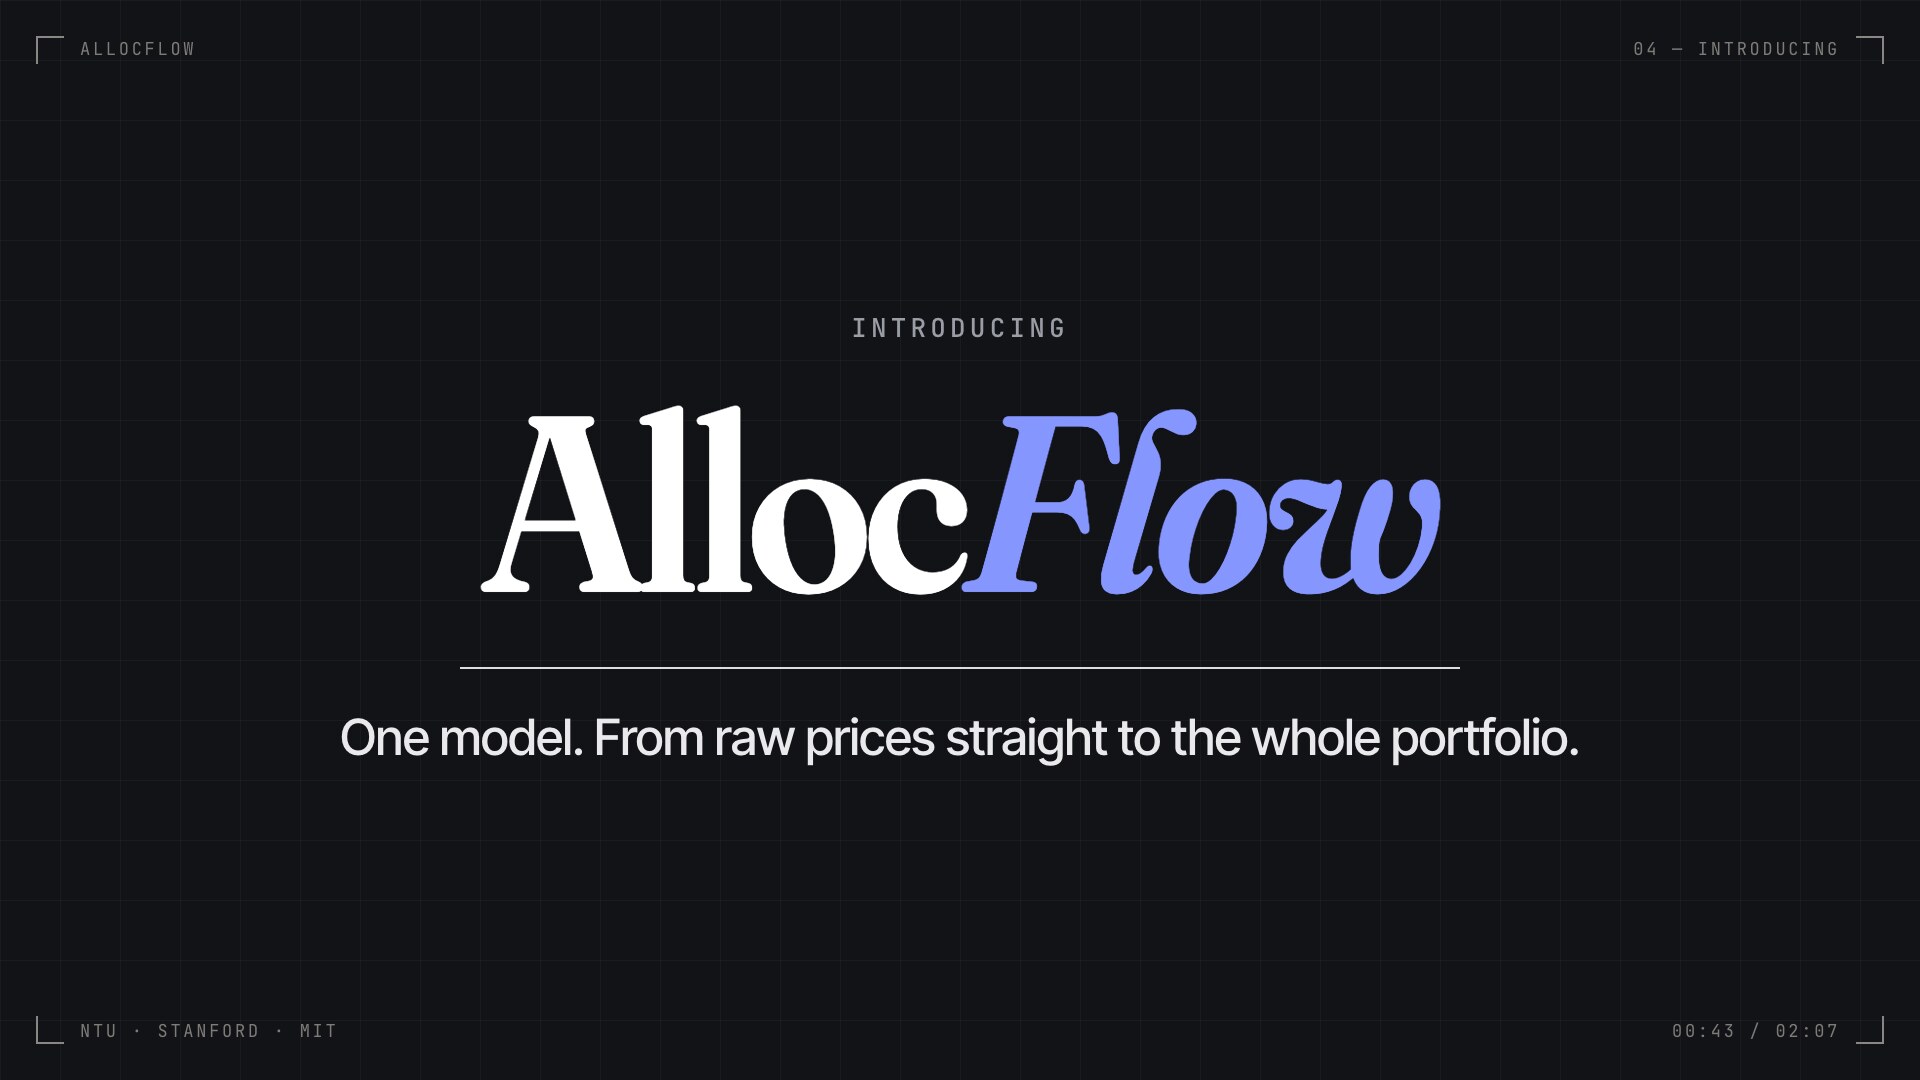 ALLOCFLOW
04 — INTRODUCING
INTRODUCING
AllocFlow
One model. From raw prices straight to the whole portfolio.
NTU · STANFORD · MIT
00:43 / 02:07